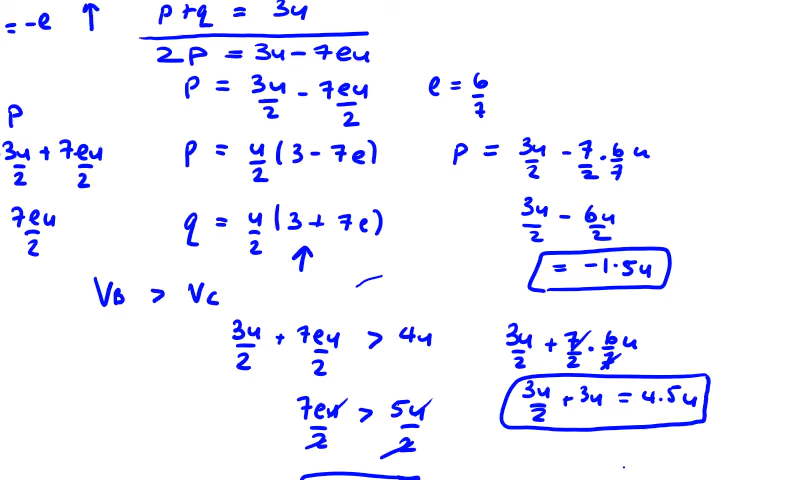 = -e ↑ p + q = 3u
2p = 3u - 7eu
p = 3u/2 - 7eu/2 e = 6/7
p
3u/2 + 7eu/2 p = u/2 (3 - 7e) p = 3u/2 - 7/2 · 6/7 u
7eu/2 q = u/2 (3 + 7e) 3u/2 - 6u/2
↑ = -1.5u
VB > VC
3u/2 + 7eu/2 > 4u 3u/2 + 7/2 · 6/7 u
7eu/2 > 5u/2 3u/2 + 3u = 4.5u